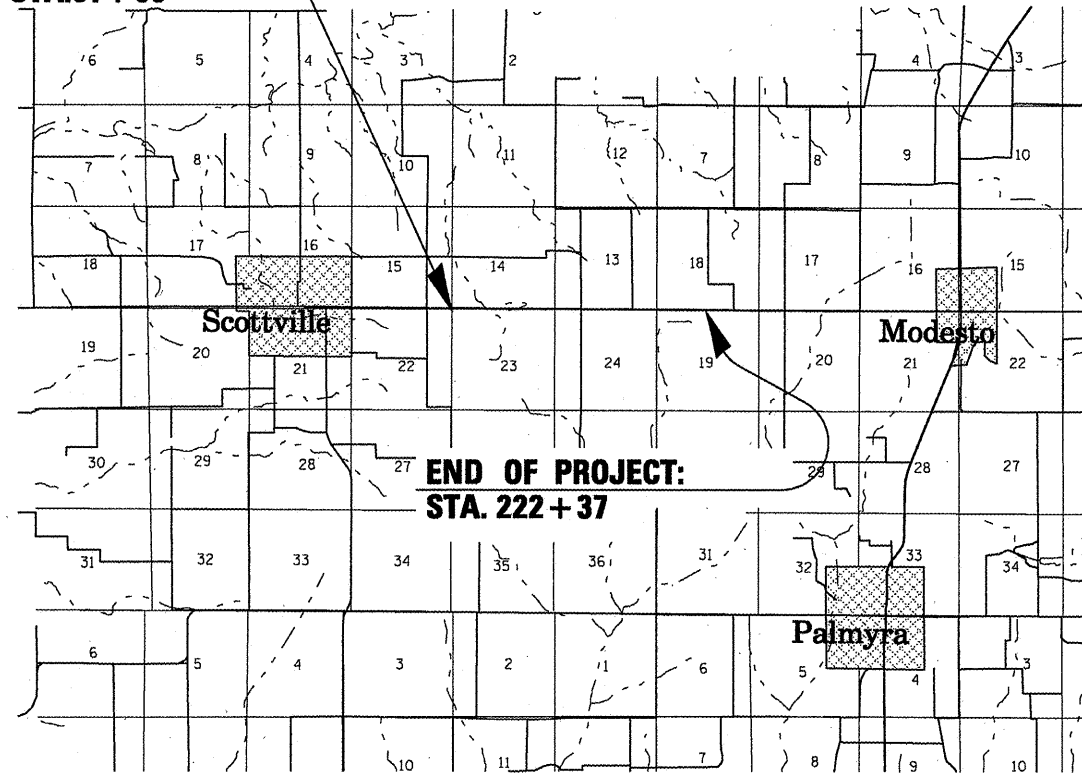 6 5 4 3 2 4 3
7 8 9 10 11 12 7 8 9 10
18 17 16 15 14 13 18 17 16 15
Scottville
Modesto
19 20 21 22 23 24 19 20 21 22
30 29 28 27 29 28 27
END OF PROJECT:
STA. 222+37
31 32 33 34 35 36 31 32 33 34
Palmyra
6 5 4 3 2 1 6 5 4 3
10 11 7 8 9 10